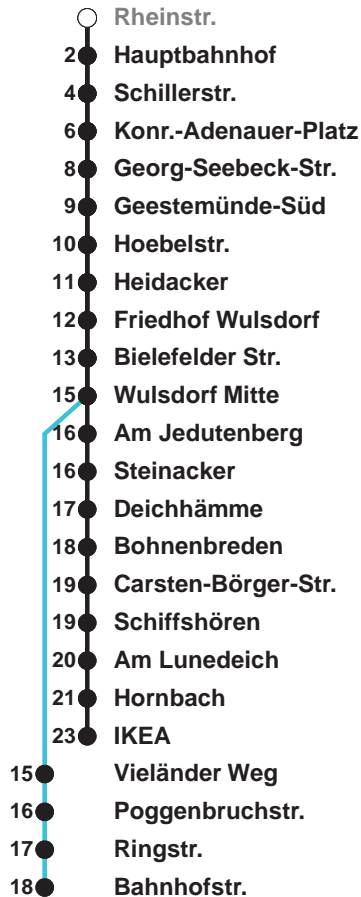 Rheinstr.
2 Hauptbahnhof
4 Schillerstr.
6 Konr.-Adenauer-Platz
8 Georg-Seebeck-Str.
9 Geestemünde-Süd
10 Hoebelstr.
11 Heidacker
12 Friedhof Wulsdorf
13 Bielefelder Str.
15 Wulsdorf Mitte
16 Am Jedutenberg
16 Steinacker
17 Deichhämme
18 Bohnenbreden
19 Carsten-Börger-Str.
19 Schiffshören
20 Am Lunedeich
21 Hornbach
23 IKEA
15 Vieländer Weg
16 Poggenbruchstr.
17 Ringstr.
18 Bahnhofstr.